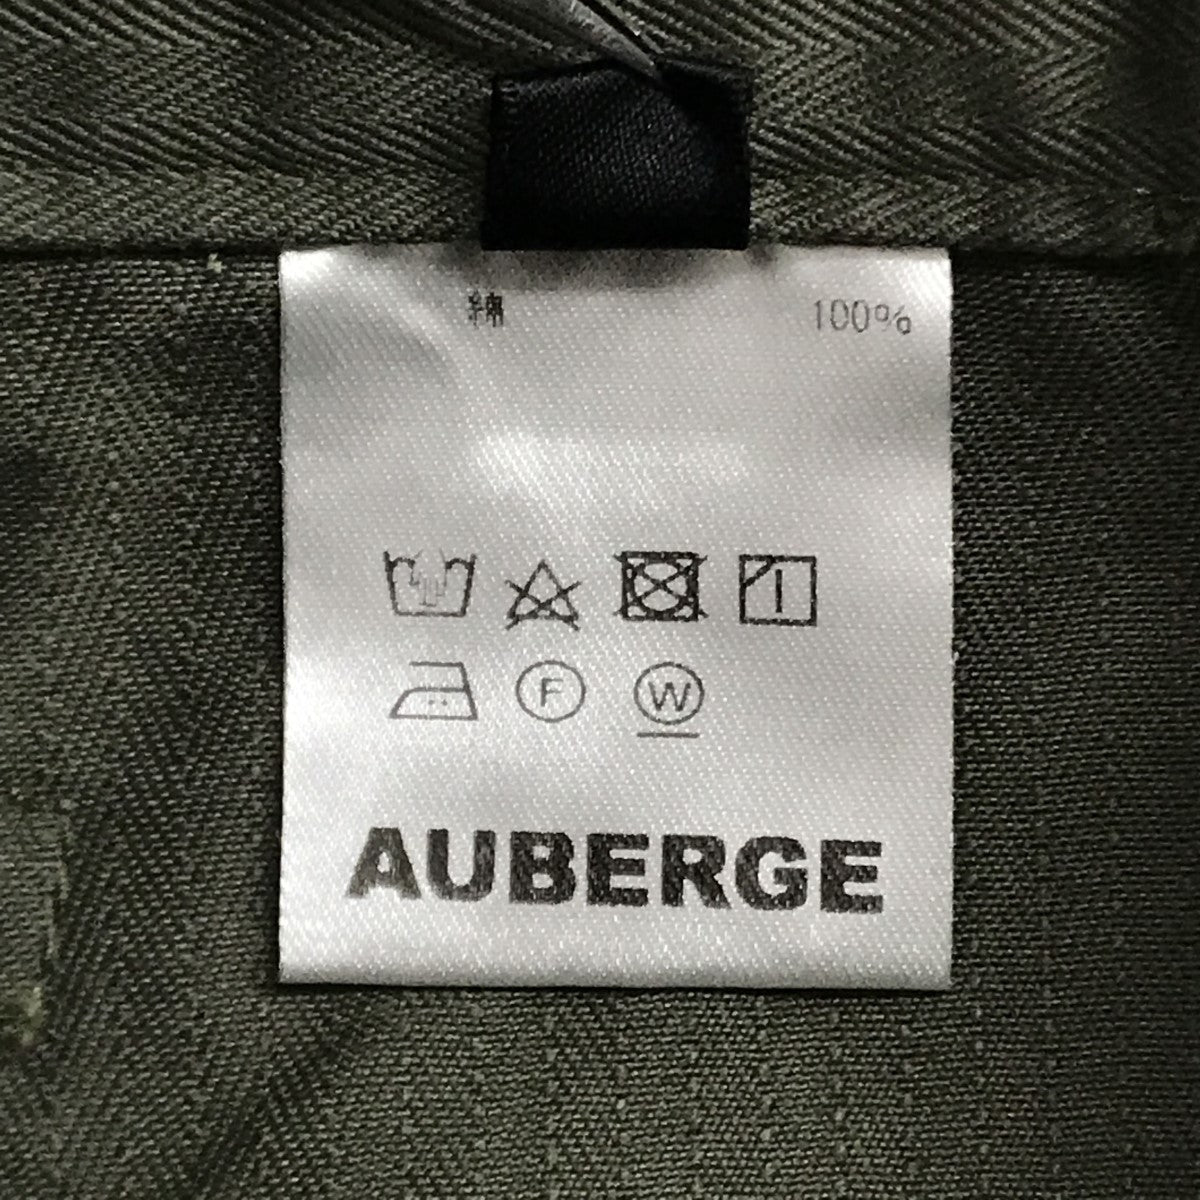 綿 100%
F W
AUBERGE